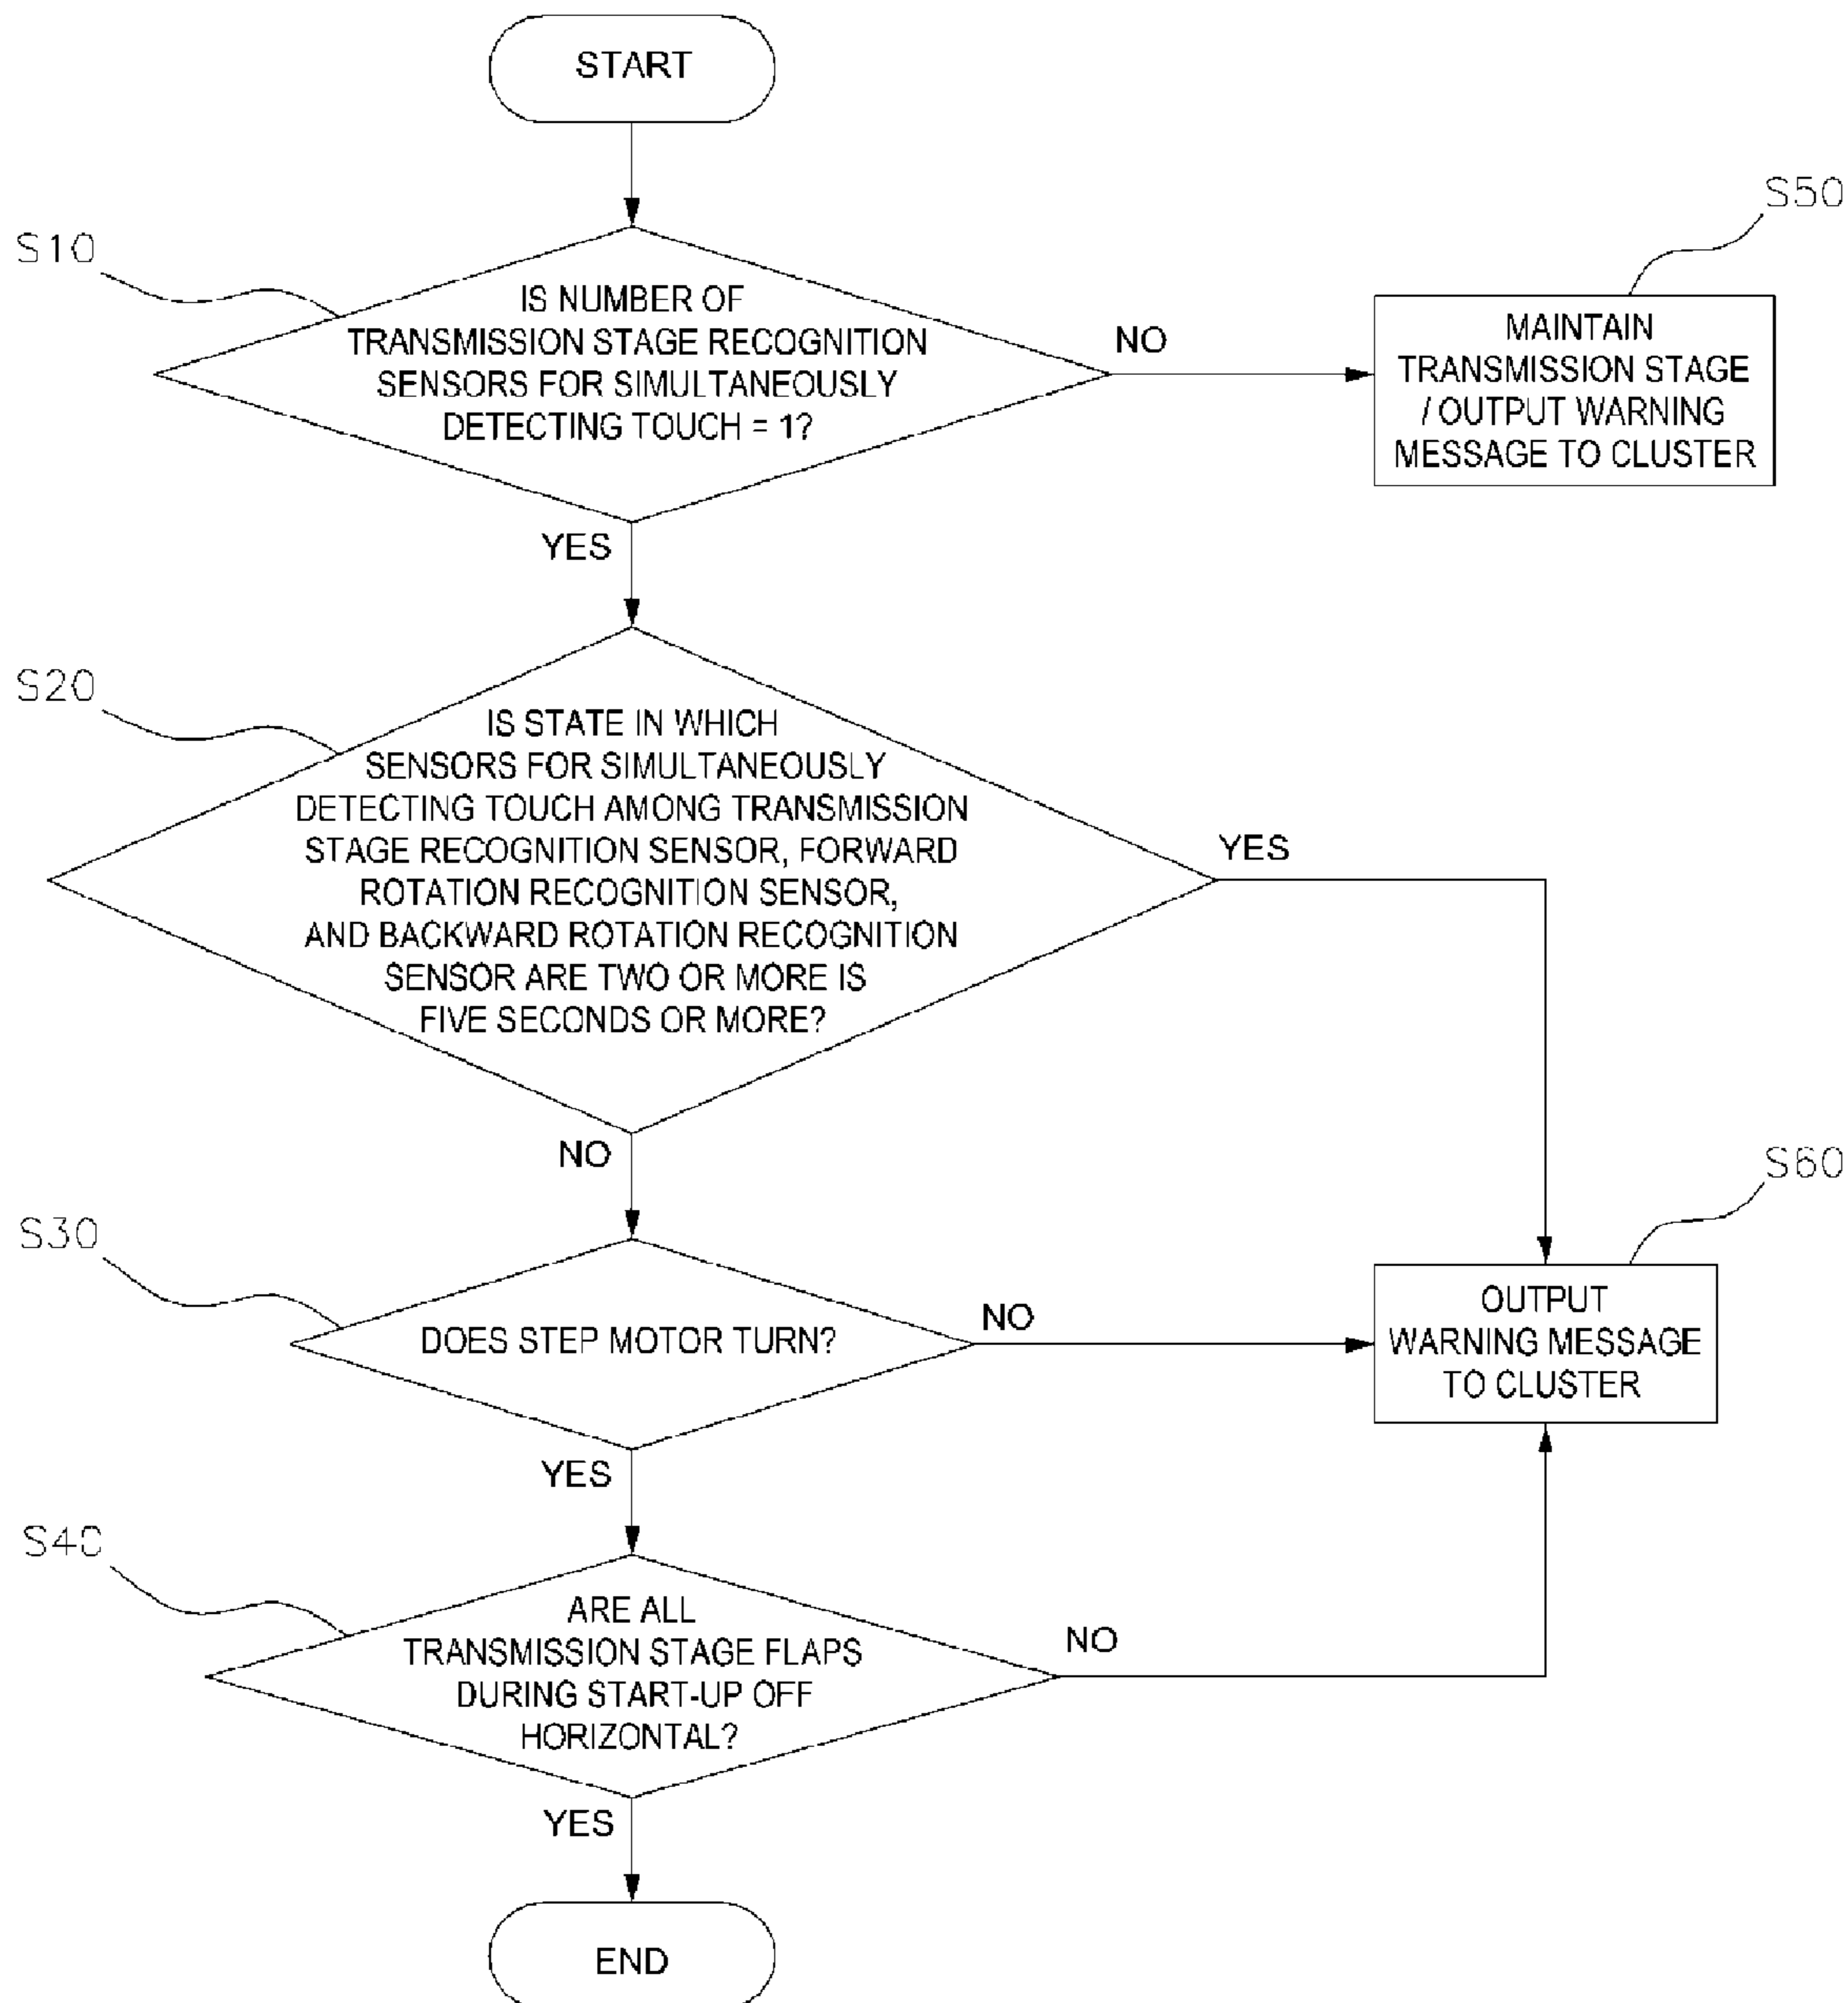 START
S10
IS NUMBER OF
TRANSMISSION STAGE RECOGNITION
SENSORS FOR SIMULTANEOUSLY
DETECTING TOUCH = 1?
NO
S50
MAINTAIN
TRANSMISSION STAGE
/ OUTPUT WARNING
MESSAGE TO CLUSTER
YES
S20
IS STATE IN WHICH
SENSORS FOR SIMULTANEOUSLY
DETECTING TOUCH AMONG TRANSMISSION
STAGE RECOGNITION SENSOR, FORWARD
ROTATION RECOGNITION SENSOR,
AND BACKWARD ROTATION RECOGNITION
SENSOR ARE TWO OR MORE IS
FIVE SECONDS OR MORE?
YES
NO
S30
DOES STEP MOTOR TURN?
NO
S60
OUTPUT
WARNING MESSAGE
TO CLUSTER
YES
S40
ARE ALL
TRANSMISSION STAGE FLAPS
DURING START-UP OFF
HORIZONTAL?
NO
YES
END